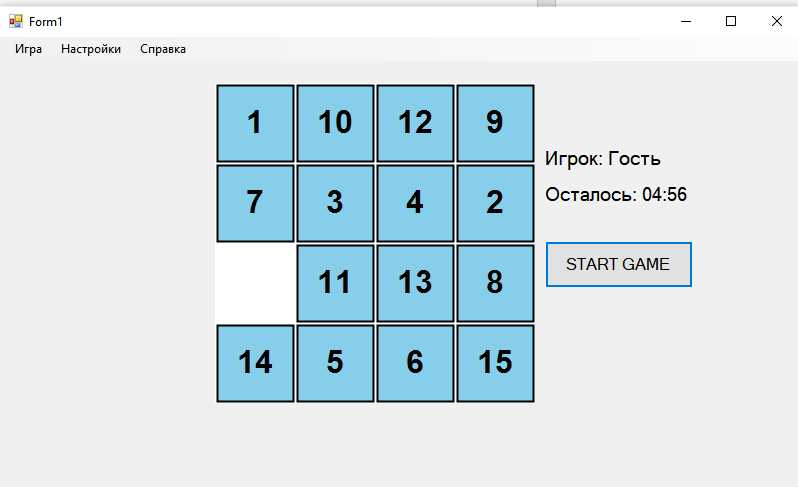 Form1
Игра Настройки Справка
1 10 12 9
7 3 4 2
11 13 8
14 5 6 15
Игрок: Гость
Осталось: 04:56
START GAME